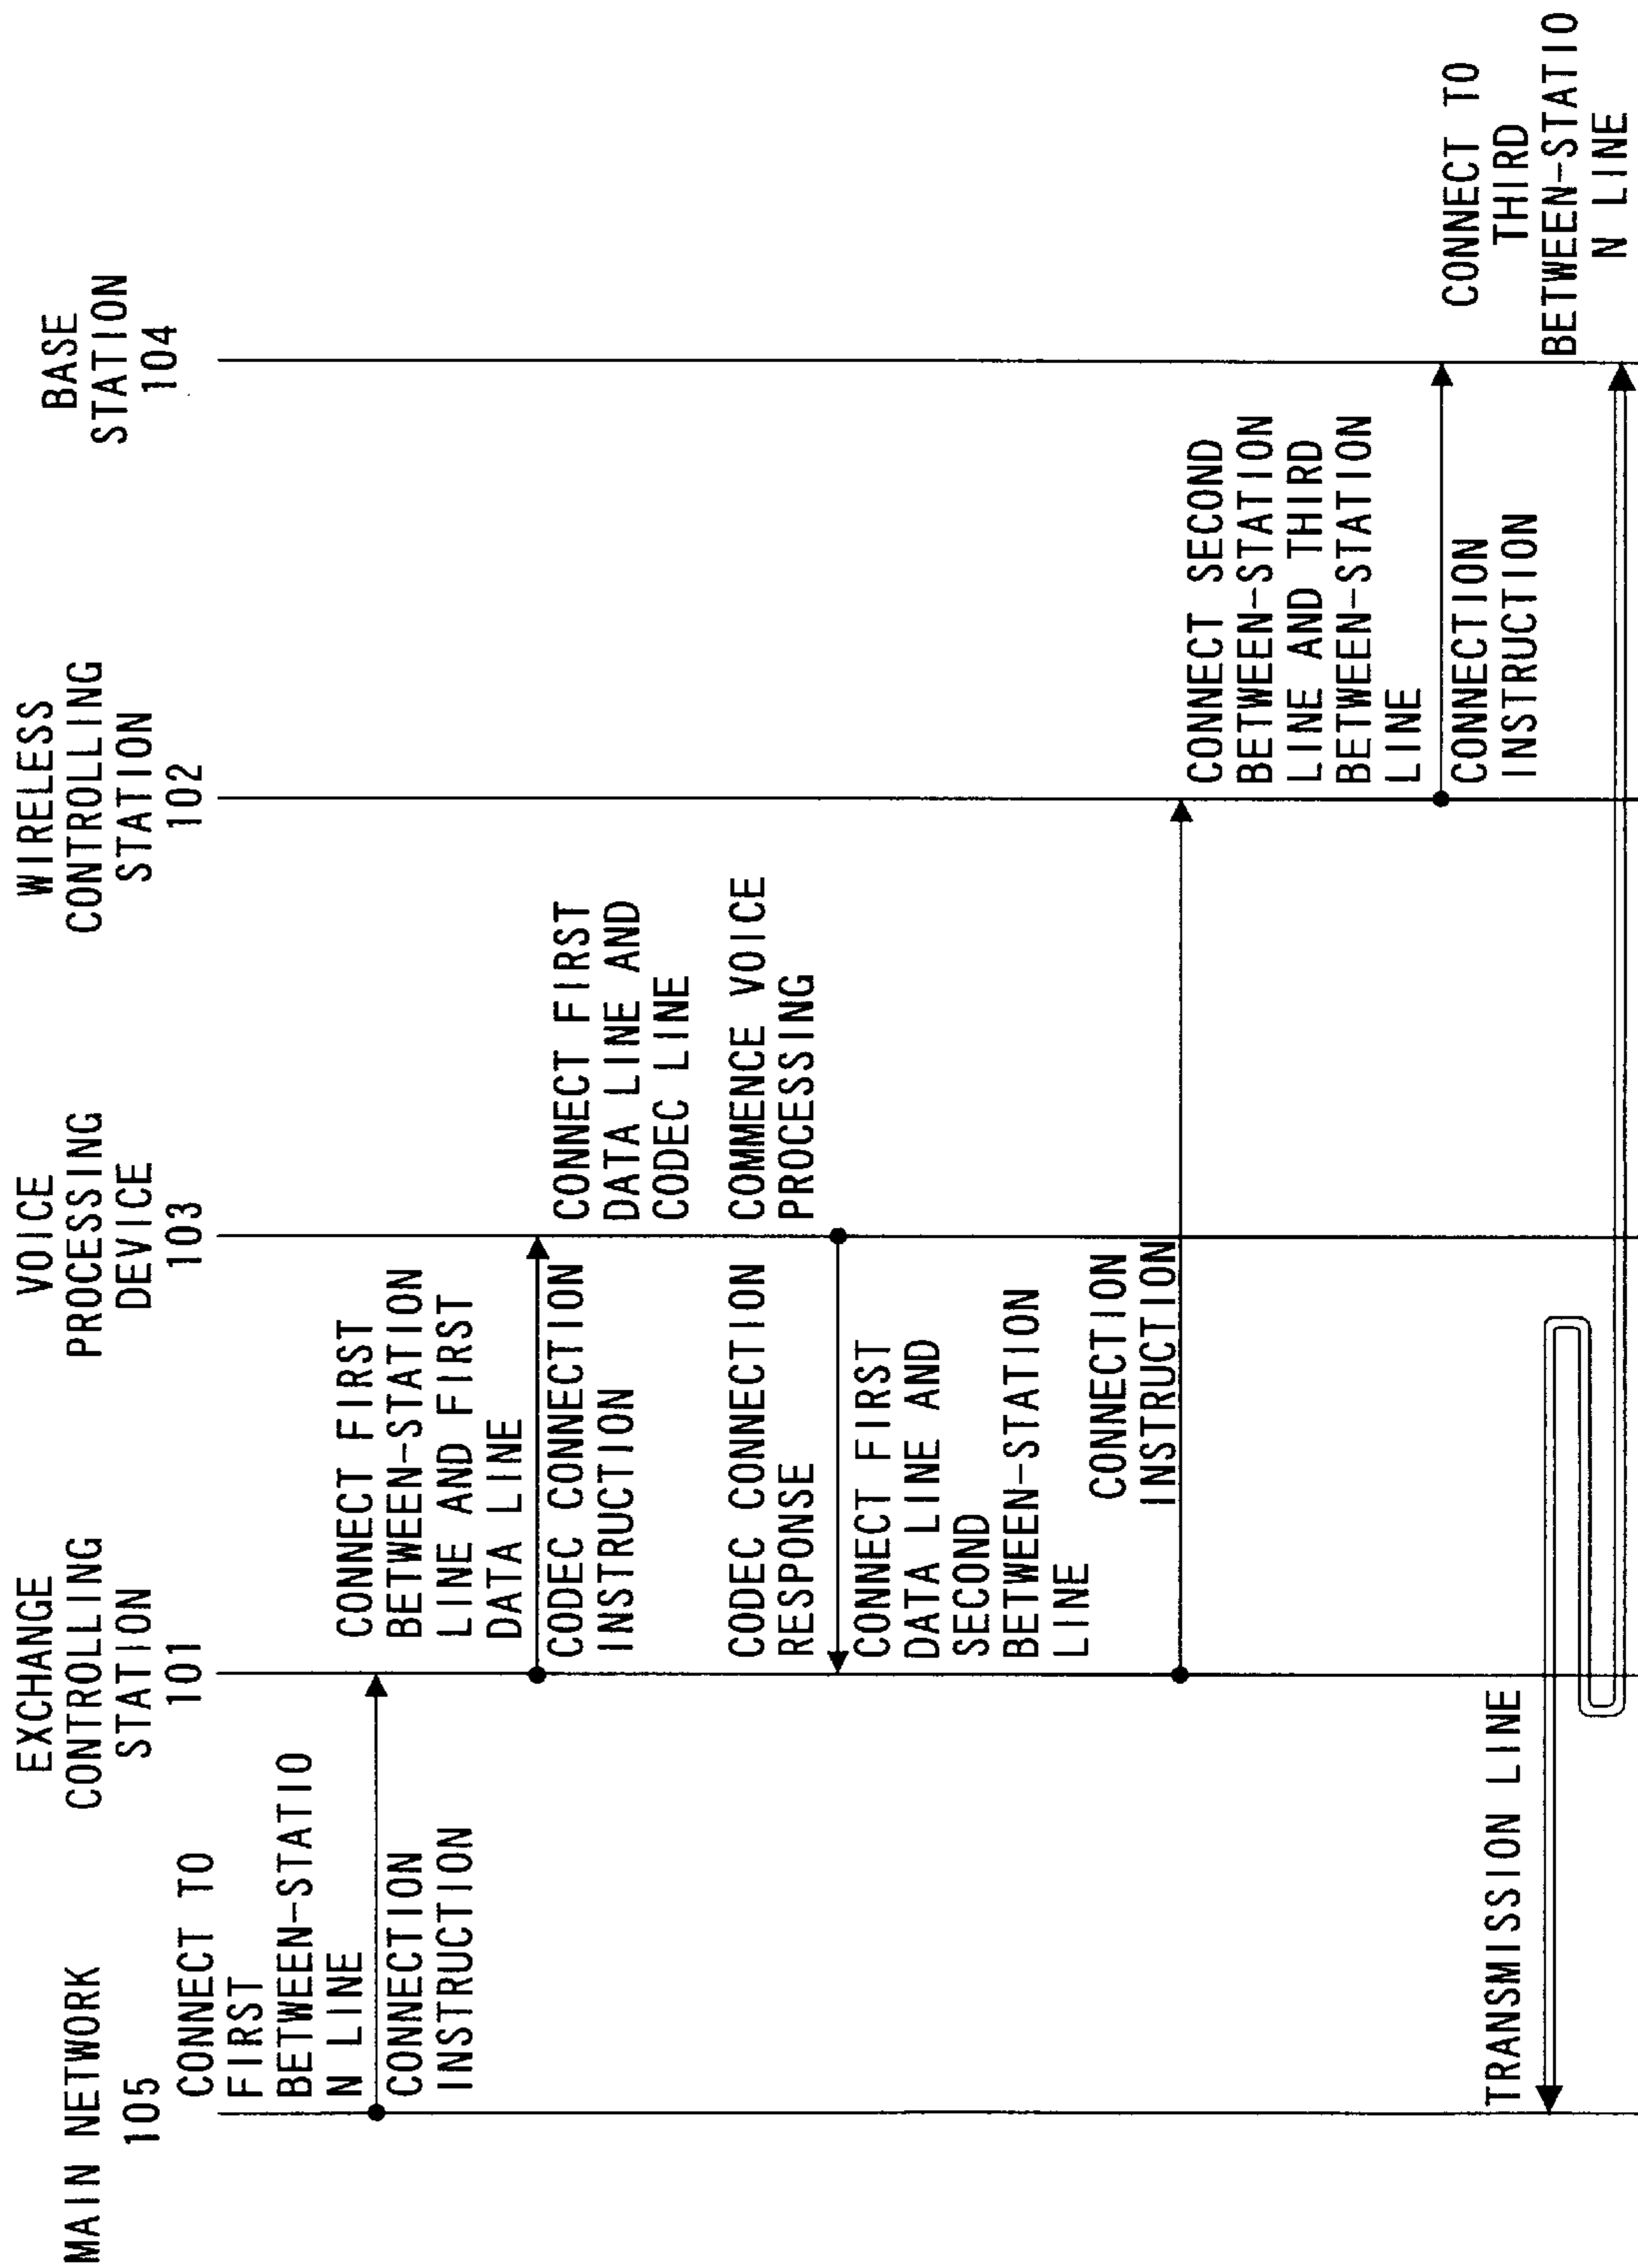 MAIN NETWORK
105
EXCHANGE
CONTROLLING
STATION
101
VOICE
PROCESSING
DEVICE
103
WIRELESS
CONTROLLING
STATION
102
BASE
STATION
104
CONNECT TO
FIRST
BETWEEN-STATIO
N LINE
CONNECTION
INSTRUCTION
CONNECT FIRST
BETWEEN-STATION
LINE AND FIRST
DATA LINE
CODEC CONNECTION
INSTRUCTION
CONNECT FIRST
DATA LINE AND
CODEC LINE
COMMENCE VOICE
PROCESSING
CODEC CONNECTION
RESPONSE
CONNECT FIRST
DATA LINE AND
SECOND
BETWEEN-STATION
LINE
CONNECTION
INSTRUCTION
CONNECT SECOND
BETWEEN-STATION
LINE AND THIRD
BETWEEN-STATION
LINE
CONNECTION
INSTRUCTION
CONNECT TO
THIRD
BETWEEN-STATIO
N LINE
TRANSMISSION LINE